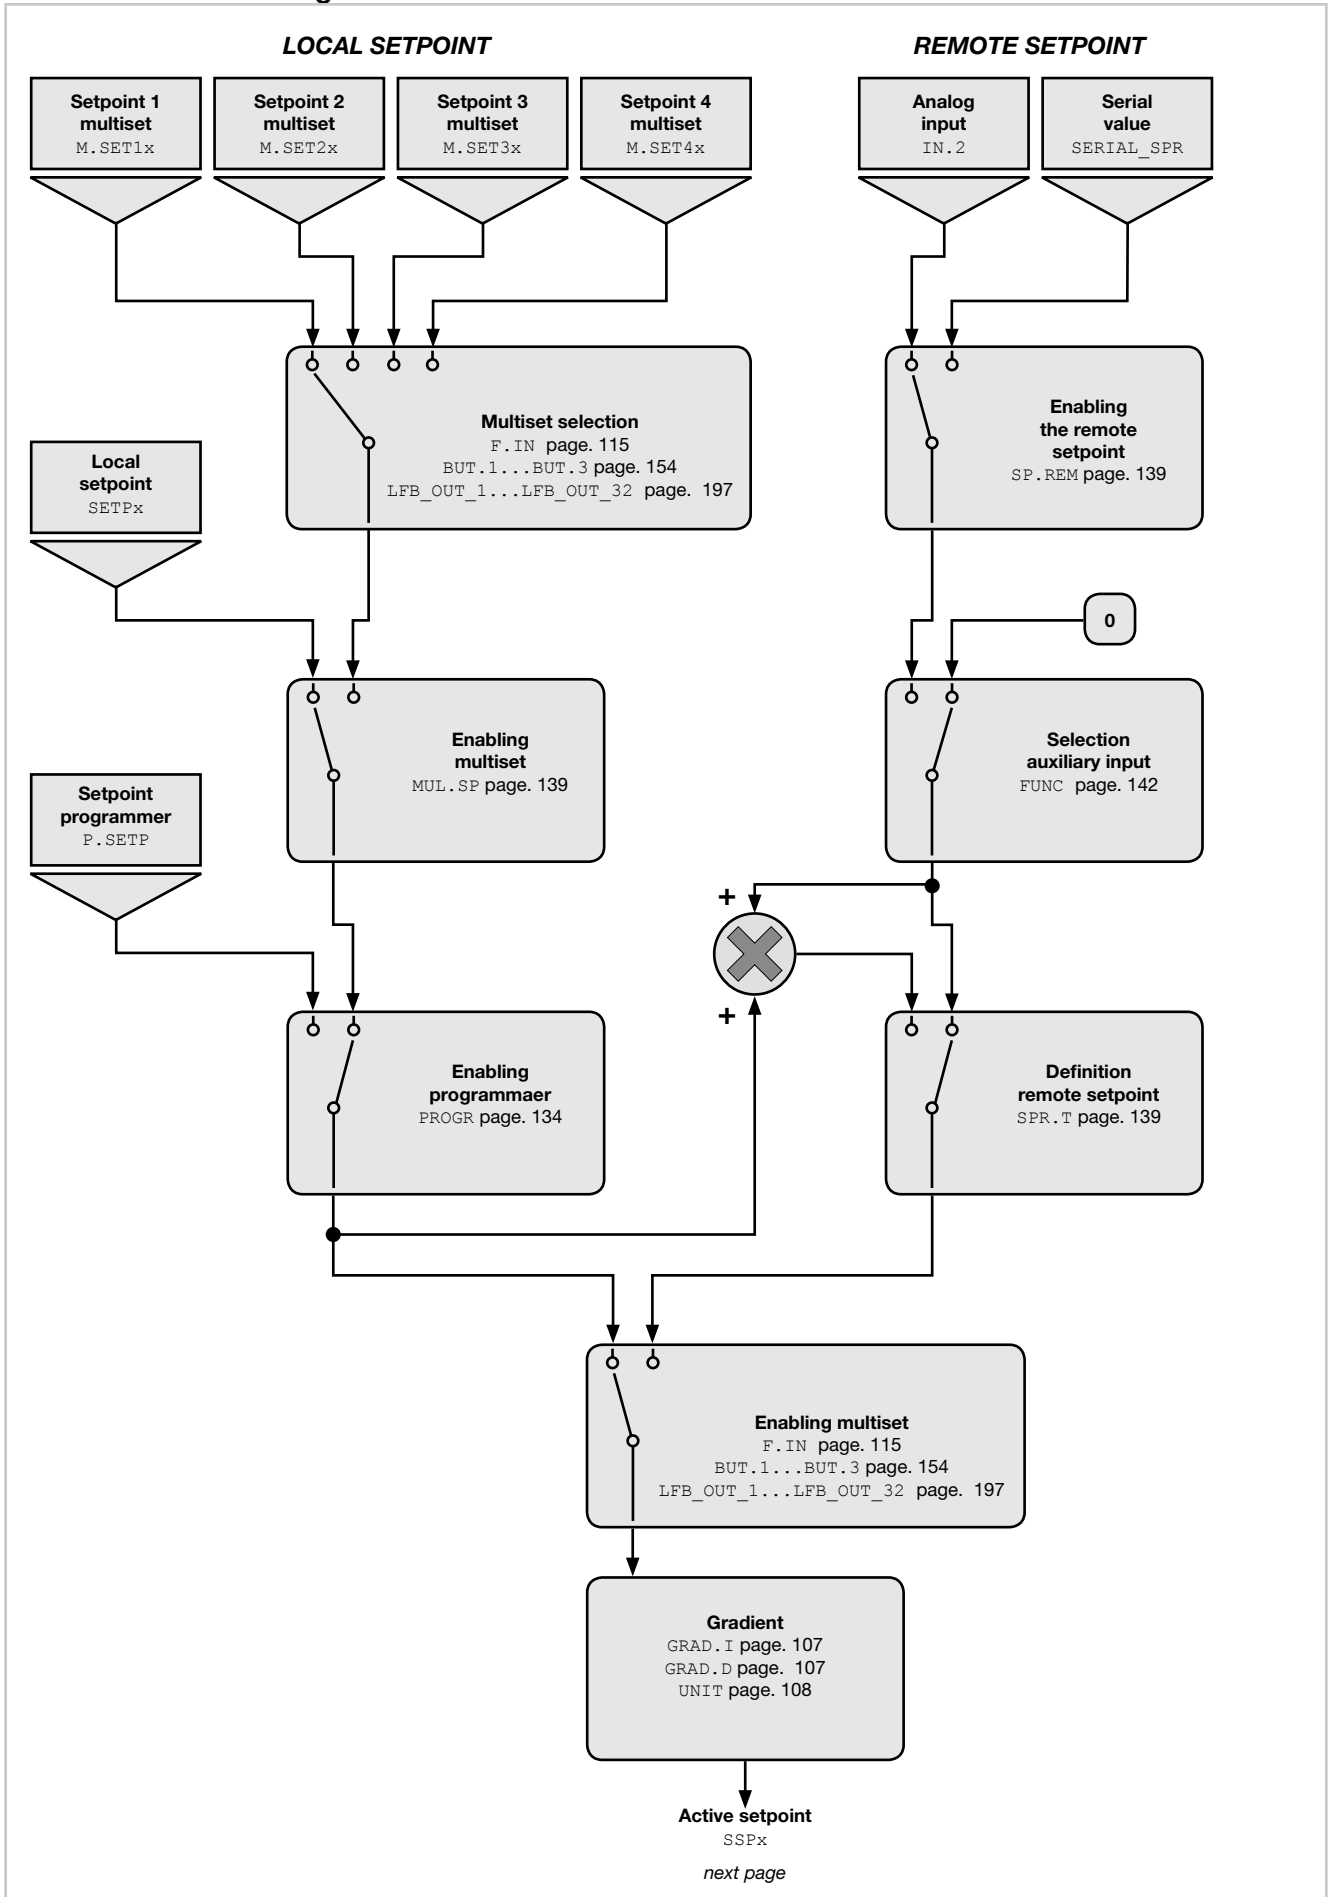 LOCAL SETPOINT
REMOTE SETPOINT
Setpoint 1
multiset
M.SET1x
Setpoint 2
multiset
M.SET2x
Setpoint 3
multiset
M.SET3x
Setpoint 4
multiset
M.SET4x
Analog
input
IN.2
Serial
value
SERIAL_SPR
Multiset selection
F.IN page. 115
BUT.1...BUT.3 page. 154
LFB_OUT_1...LFB_OUT_32 page. 197
Enabling
the remote
setpoint
SP.REM page. 139
Local
setpoint
SETPx
0
Enabling
multiset
MUL.SP page. 139
Selection
auxiliary input
FUNC page. 142
Setpoint
programmer
P.SETP
+
+
Enabling
programmaer
PROGR page. 134
Definition
remote setpoint
SPR.T page. 139
Enabling multiset
F.IN page. 115
BUT.1...BUT.3 page. 154
LFB_OUT_1...LFB_OUT_32 page. 197
Gradient
GRAD.I page. 107
GRAD.D page. 107
UNIT page. 108
Active setpoint
SSPx
next page